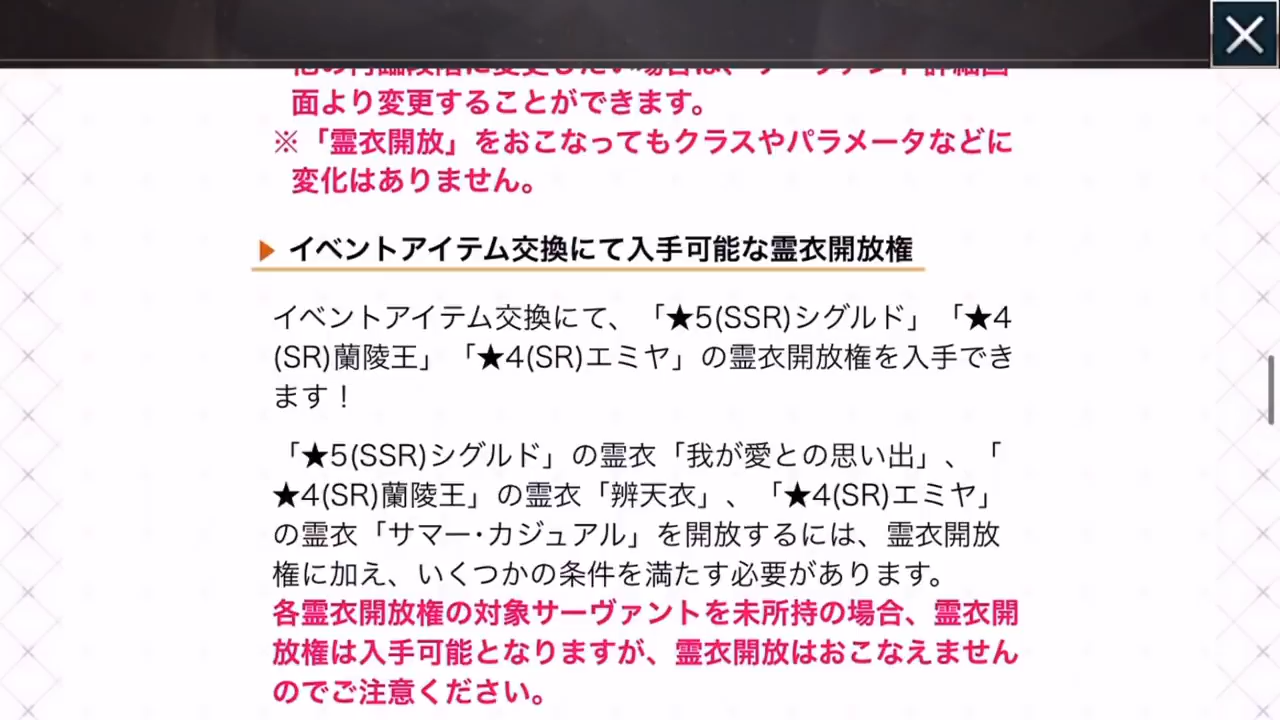 面より変更することができます。
※「霊衣開放」をおこなってもクラスやパラメータなどに
変化はありません。
イベントアイテム交換にて入手可能な霊衣開放権
イベントアイテム交換にて、「★5(SSR)シグルド」「★4
(SR)蘭陵王」「★4(SR)エミヤ」の霊衣開放権を入手でき
ます！
「★5(SSR)シグルド」の霊衣「我が愛との思い出」、「
★4(SR)蘭陵王」の霊衣「辨天衣」、「★4(SR)エミヤ」
の霊衣「サマー・カジュアル」を開放するには、霊衣開放
権に加え、いくつかの条件を満たす必要があります。
各霊衣開放権の対象サーヴァントを未所持の場合、霊衣開
放権は入手可能となりますが、霊衣開放はおこなえません
のでご注意ください。